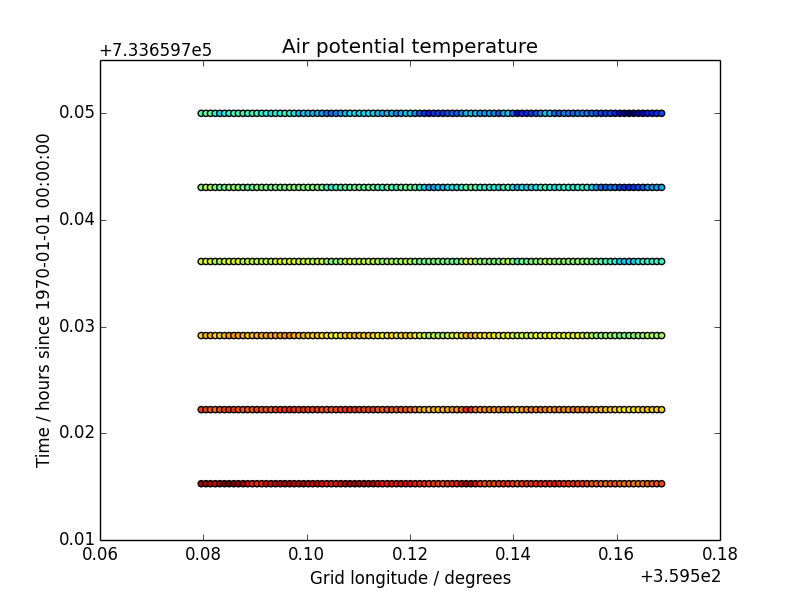 Air potential temperature
+7.336597e5
Time / hours since 1970-01-01 00:00:00
0.05
0.04
0.03
0.02
0.01
0.06 0.08 0.10 0.12 0.14 0.16 0.18
Grid longitude / degrees
+3.595e2